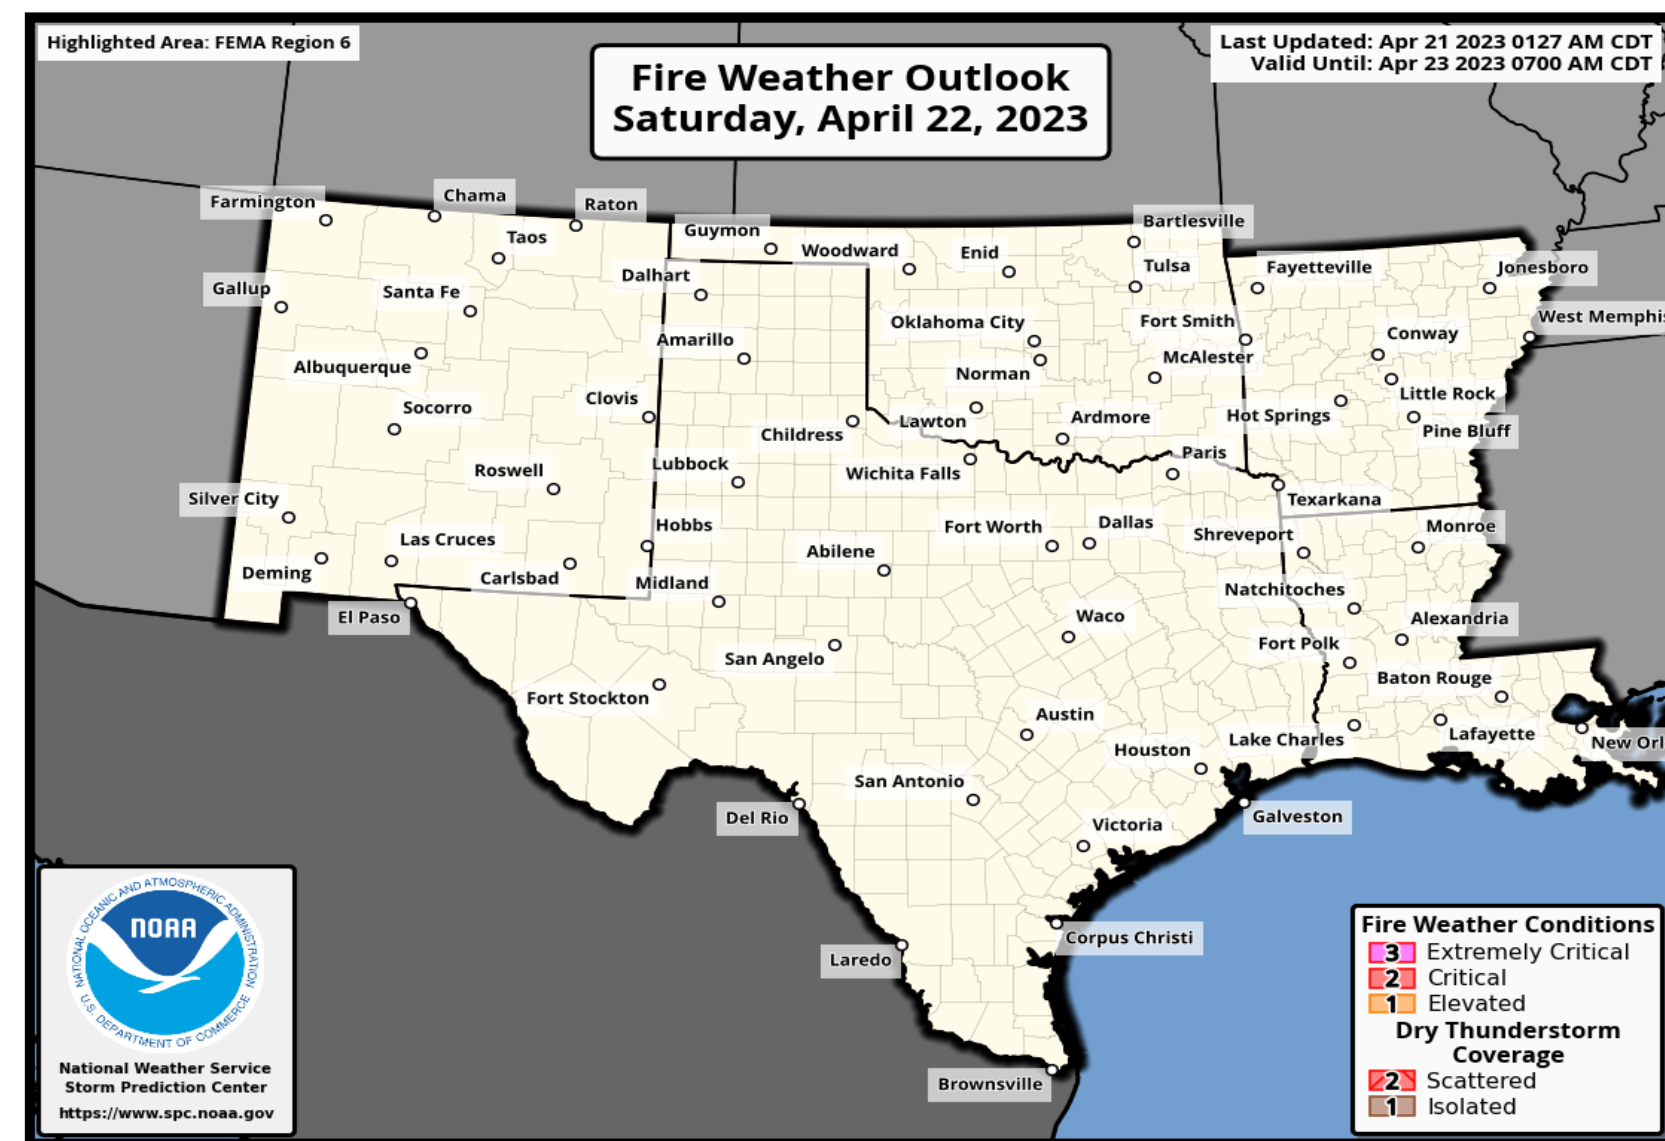 Highlighted Area: FEMA Region 6
Fire Weather Outlook
Saturday, April 22, 2023
Last Updated: Apr 21 2023 0127 AM CDT
Valid Until: Apr 23 2023 0700 AM CDT
Farmington
Chama
Raton
Taos
Guymon
Woodward
Enid
Bartlesville
Tulsa
Fayetteville
Jonesboro
Gallup
Santa Fe
Dalhart
Oklahoma City
Fort Smith
West Memphis
Albuquerque
Amarillo
Norman
McAlester
Conway
Socorro
Clovis
Childress
Lawton
Ardmore
Hot Springs
Little Rock
Pine Bluff
Roswell
Lubbock
Wichita Falls
Paris
Texarkana
Silver City
Las Cruces
Hobbs
Abilene
Fort Worth
Dallas
Shreveport
Monroe
Deming
Carlsbad
Midland
Natchitoches
El Paso
Waco
Alexandria
San Angelo
Fort Polk
Fort Stockton
Baton Rouge
Austin
Houston
Lake Charles
Lafayette
New Orl
San Antonio
Del Rio
Victoria
Galveston
Corpus Christi
Laredo
Brownsville
NATIONAL OCEANIC AND ATMOSPHERIC ADMINISTRATION
NOAA
U.S. DEPARTMENT OF COMMERCE
National Weather Service
Storm Prediction Center
https://www.spc.noaa.gov
Fire Weather Conditions
3 Extremely Critical
2 Critical
1 Elevated
Dry Thunderstorm
Coverage
2 Scattered
1 Isolated